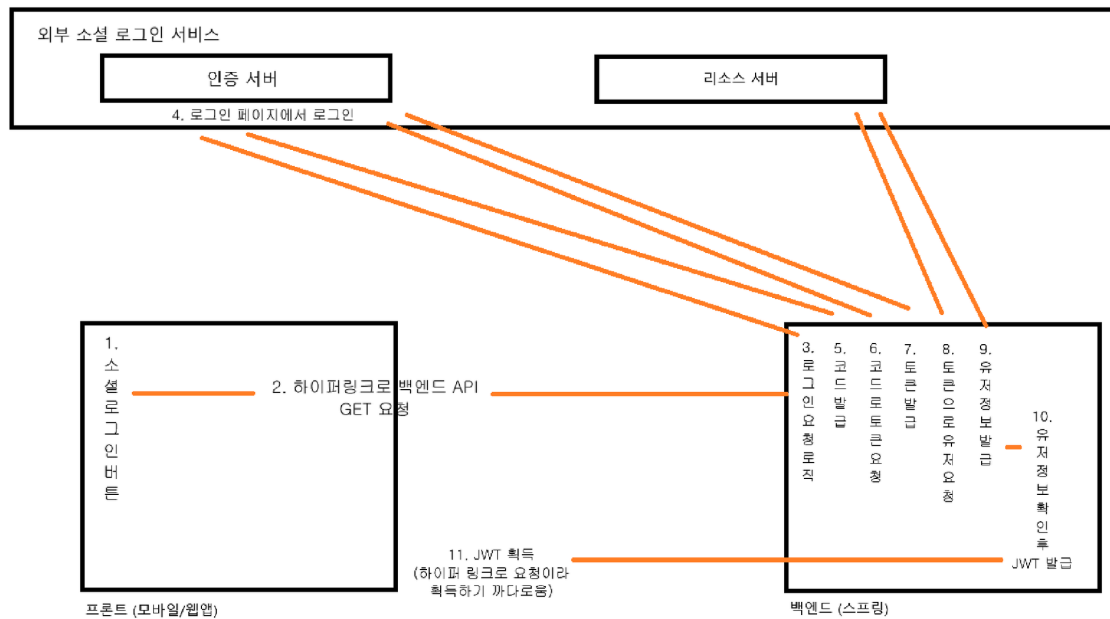 외부 소셜 로그인 서비스
인증 서버
리소스 서버
4. 로그인 페이지에서 로그인
1. 소셜로그인버튼
2. 하이퍼링크로 백엔드 API
GET 요청
3. 로그인요청로직
5. 코드발급
6. 코드로토큰요청
7. 토큰발급
8. 토큰으로유저요청
9. 유저정보발급
10. 유저정보확인후
JWT 발급
11. JWT 획득
(하이퍼 링크로 요청이라
획득하기 까다로움)
프론트 (모바일/웹앱)
백엔드 (스프링)